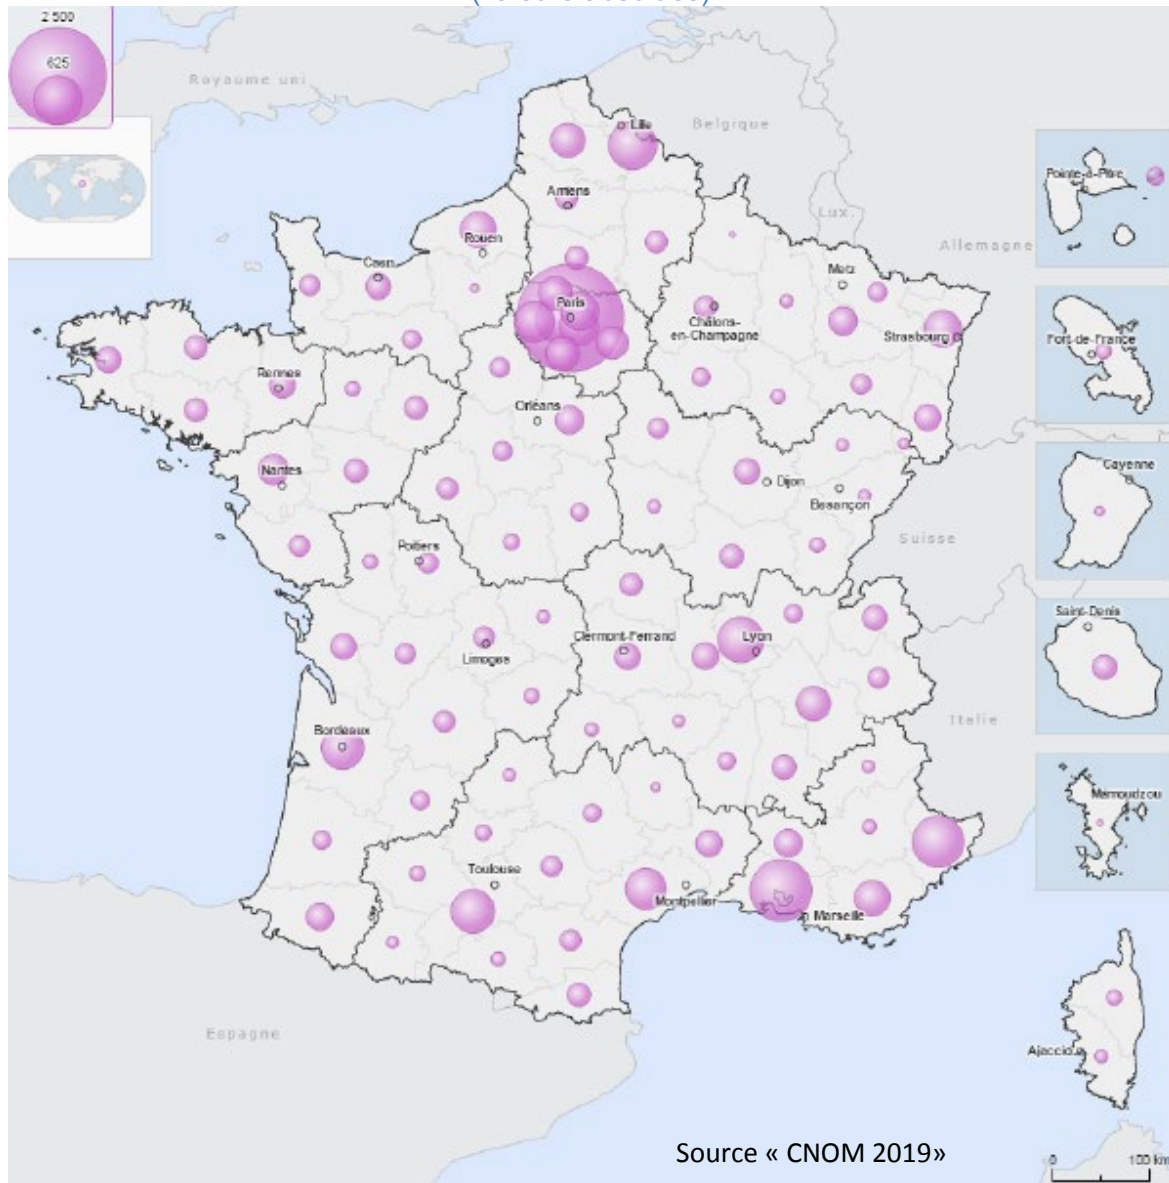 2 500
625
Royaume uni
Belgique
Lille
Amiens
Lux.
Allemagne
Pointe-à-Pitre
Rouen
Caen
Metz
Paris
Châlons-
en-Champagne
Strasbourg
Fort-de-France
Rennes
Orléans
Nantes
Dijon
Besançon
Cayenne
Suisse
Poitiers
Saint-Denis
Clermont-Ferrand
Lyon
Limoges
Italie
Bordeaux
Mamoudzou
Toulouse
Montpellier
Marseille
Espagne
Ajaccio
Source « CNOM 2019»
0
100 km